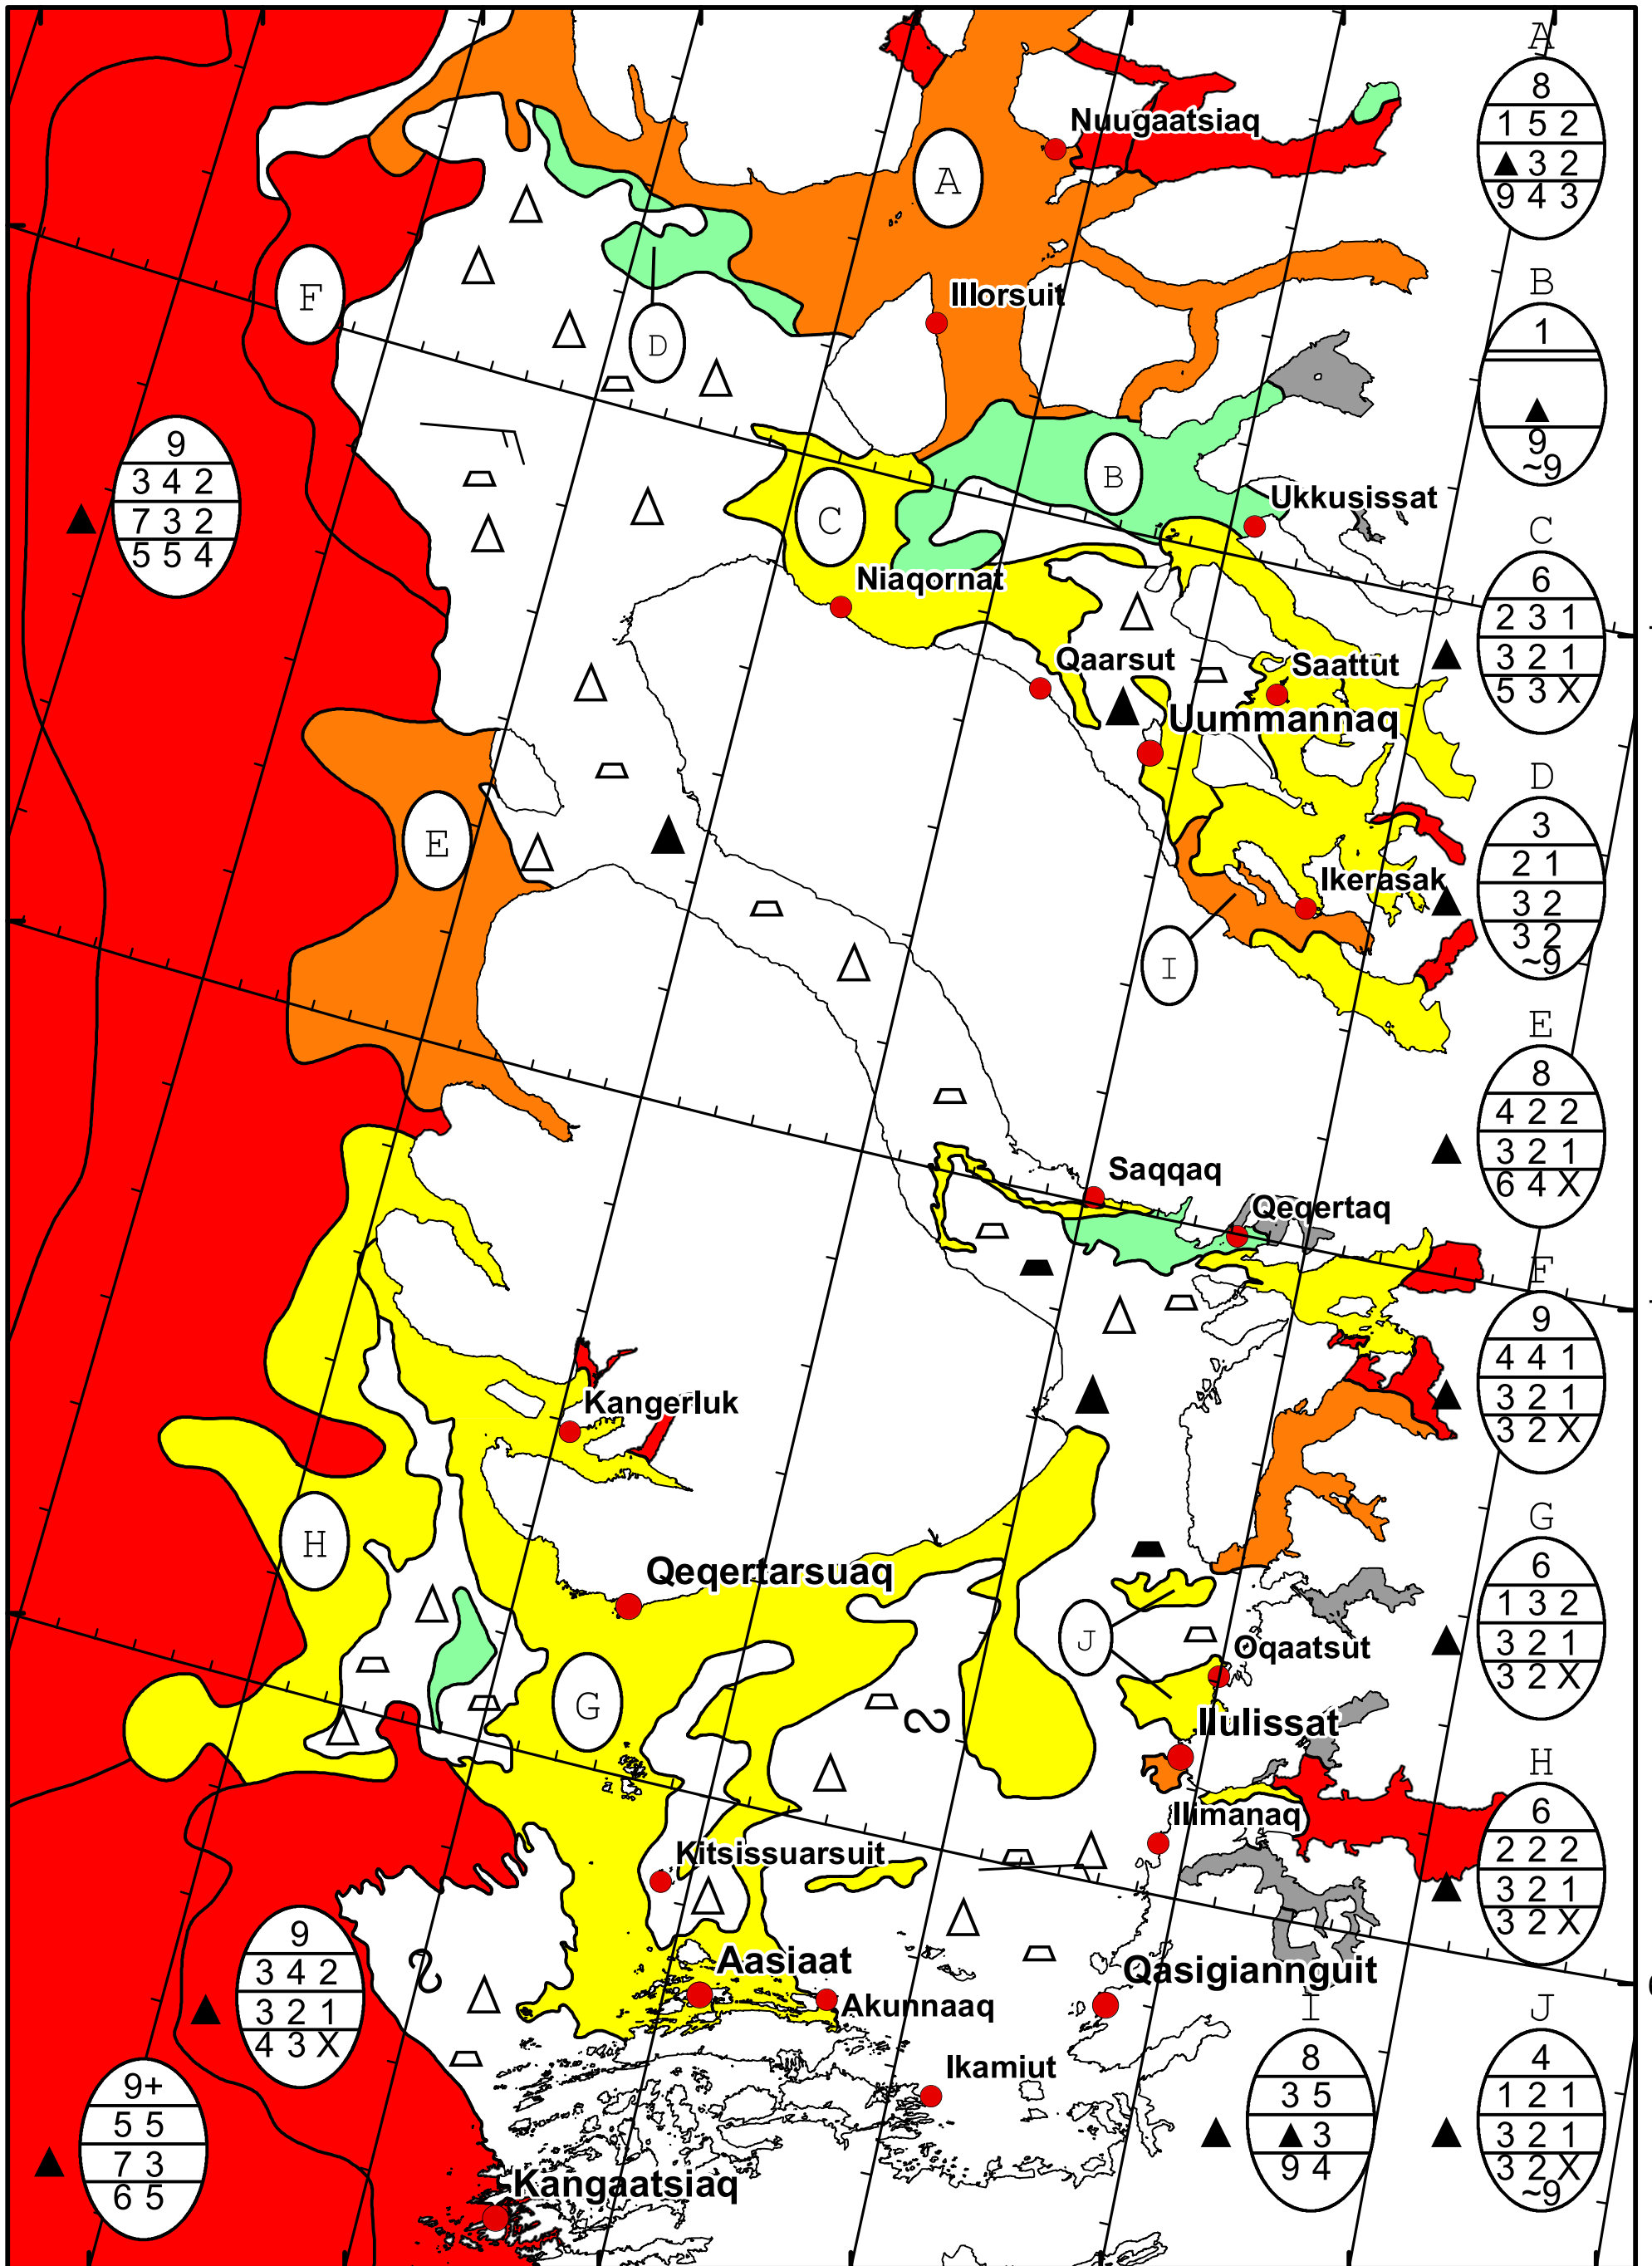 A
8
1 5 2
▲ 3 2
9 4 3
Nuugaatsiaq
A
B
1
▲
9
~9
F
Illorsuit
D
9
3 4 2
7 3 2
5 5 4
B
Ukkusissat
C
C
6
2 3 1
3 2 1
5 3 X
Niaqornat
Qaarsut
Saattut
Uummannaq
D
3
2 1
3 2
3 2
~9
E
Ikerasak
I
E
8
4 2 2
3 2 1
6 4 X
Saqqaq
Qeqertaq
F
9
4 4 1
3 2 1
3 2 X
Kangerluk
G
6
1 3 2
3 2 1
3 2 X
H
Qeqertarsuaq
J
Oqaatsut
G
Ilulissat
H
6
2 2 2
3 2 1
3 2 X
Ilimanaq
Kitsissuarsuit
9
3 4 2
3 2 1
4 3 X
Aasiaat
Qasigiannguit
Akunnaaq
I
8
3 5
▲ 3
9 4
J
4
1 2 1
3 2 1
3 2 X
~9
Ikamiut
9+
5 5
7 3
6 5
Kangaatsiaq